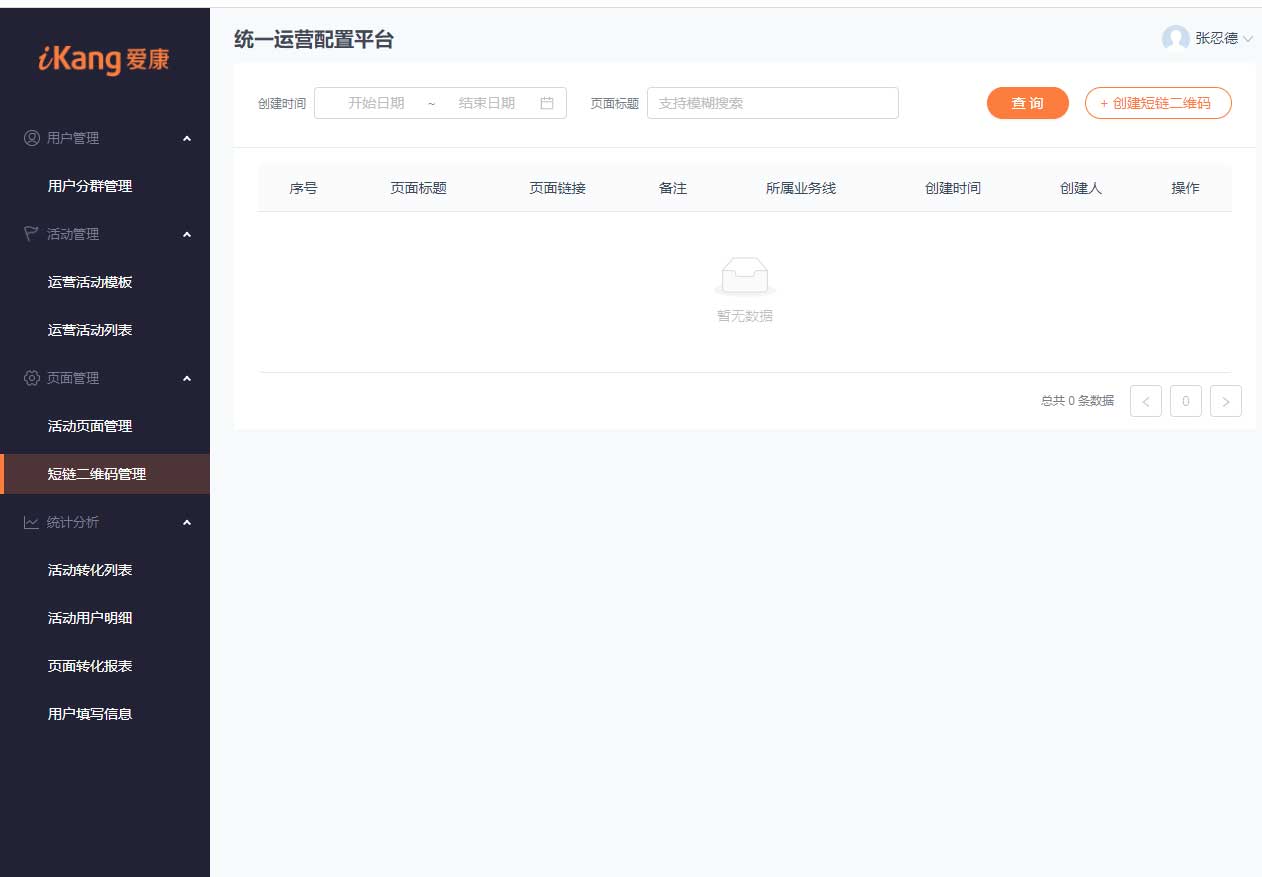 iKang 爱康
用户管理
用户分群管理
活动管理
运营活动模板
运营活动列表
页面管理
活动页面管理
短链二维码管理
统计分析
活动转化列表
活动用户明细
页面转化报表
用户填写信息
统一运营配置平台
张忍德
创建时间 开始日期 ~ 结束日期 页面标题 支持模糊搜索 查 询 + 创建短链二维码
序号 页面标题 页面链接 备注 所属业务线 创建时间 创建人 操作
暂无数据
总共 0 条数据 < 0 >